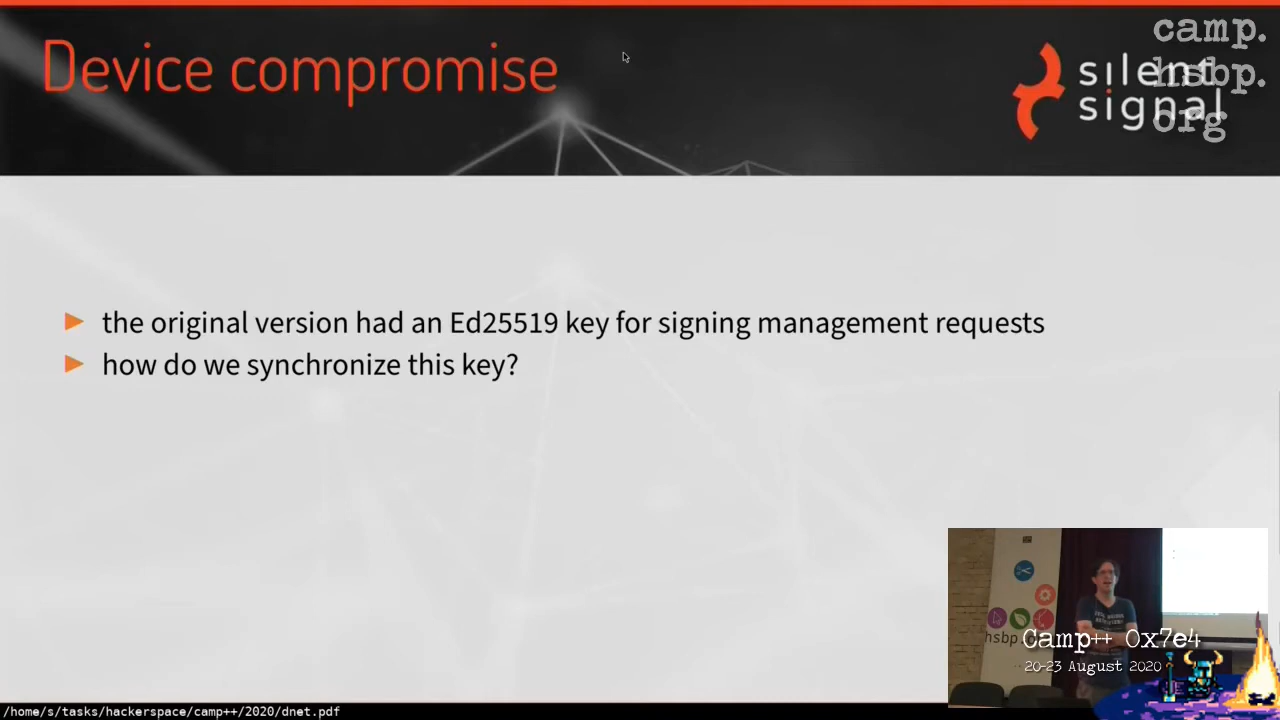 Device compromise
silent
signal
camp.
hsbp.
org
the original version had an Ed25519 key for signing management requests
how do we synchronize this key?
hsbp
Camp++ 0x7e4
20-23 August 2020
/home/s/tasks/hackerspace/camp++/2020/dnet.pdf